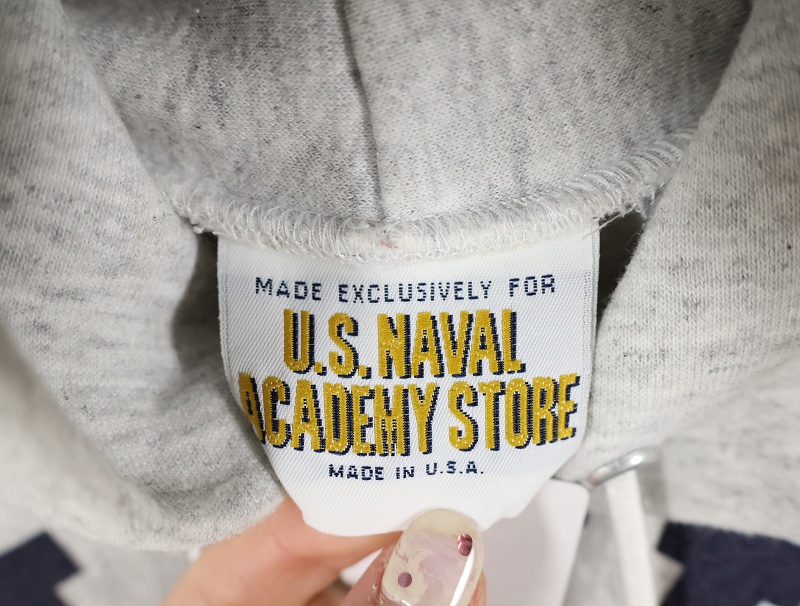 MADE EXCLUSIVELY FOR
U.S. NAVAL
ACADEMY STORE
MADE IN U.S.A.